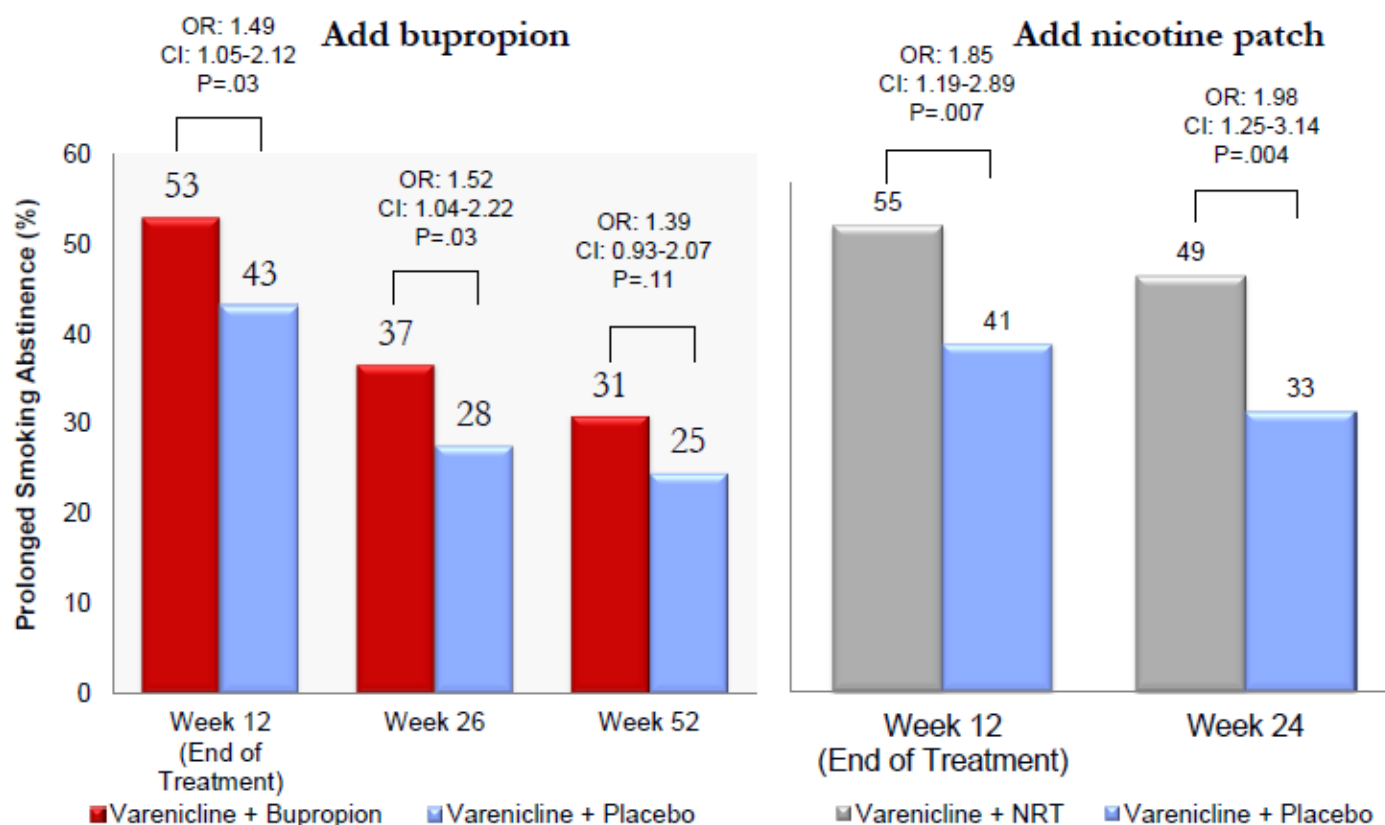 Add bupropion
OR: 1.49
CI: 1.05-2.12
P=.03
OR: 1.52
CI: 1.04-2.22
P=.03
OR: 1.39
CI: 0.93-2.07
P=.11
Prolonged Smoking Abstinence (%)
60
50
40
30
20
10
0
53
43
37
28
31
25
Week 12
(End of
Treatment)
Week 26
Week 52
Varenicline + Bupropion
Varenicline + Placebo
Add nicotine patch
OR: 1.85
CI: 1.19-2.89
P=.007
OR: 1.98
CI: 1.25-3.14
P=.004
55
41
49
33
Week 12
(End of Treatment)
Week 24
Varenicline + NRT
Varenicline + Placebo